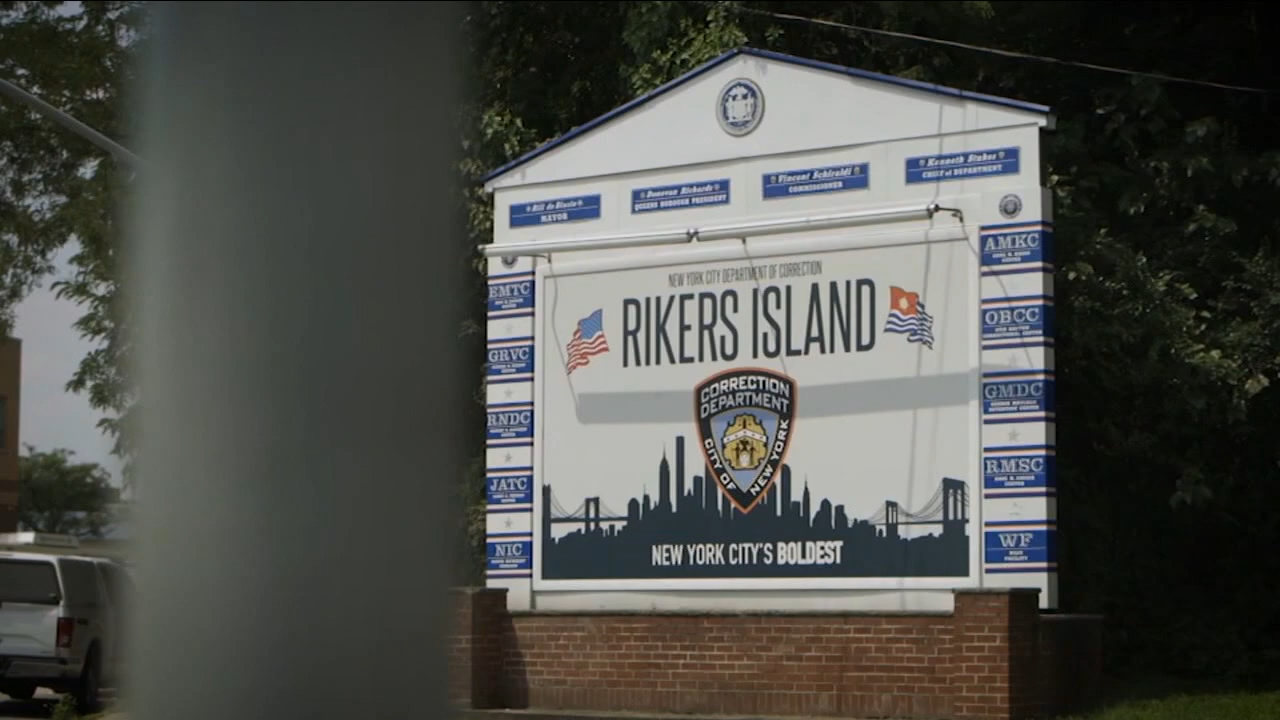 Bill de Blasio
MAYOR
Donovan Richards
QUEENS BOROUGH PRESIDENT
Vincent Schiraldi
COMMISSIONER
Kenneth Stukes
CHIEF of DEPARTMENT
NEW YORK CITY DEPARTMENT OF CORRECTION
RIKERS ISLAND
CORRECTION
DEPARTMENT
CITY OF NEW YORK
NEW YORK CITY'S BOLDEST
EMTC
GRVC
RNDC
JATC
NIC
AMKC
OBCC
GMDC
RMSC
WF